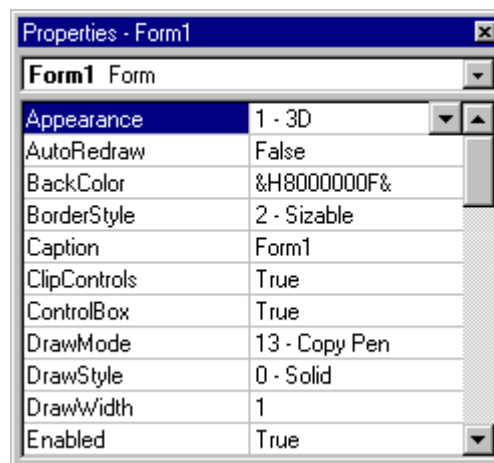 Properties - Form1
Form1 Form
Appearance 1 - 3D
AutoRedraw False
BackColor &H8000000F&
BorderStyle 2 - Sizable
Caption Form1
ClipControls True
ControlBox True
DrawMode 13 - Copy Pen
DrawStyle 0 - Solid
DrawWidth 1
Enabled True